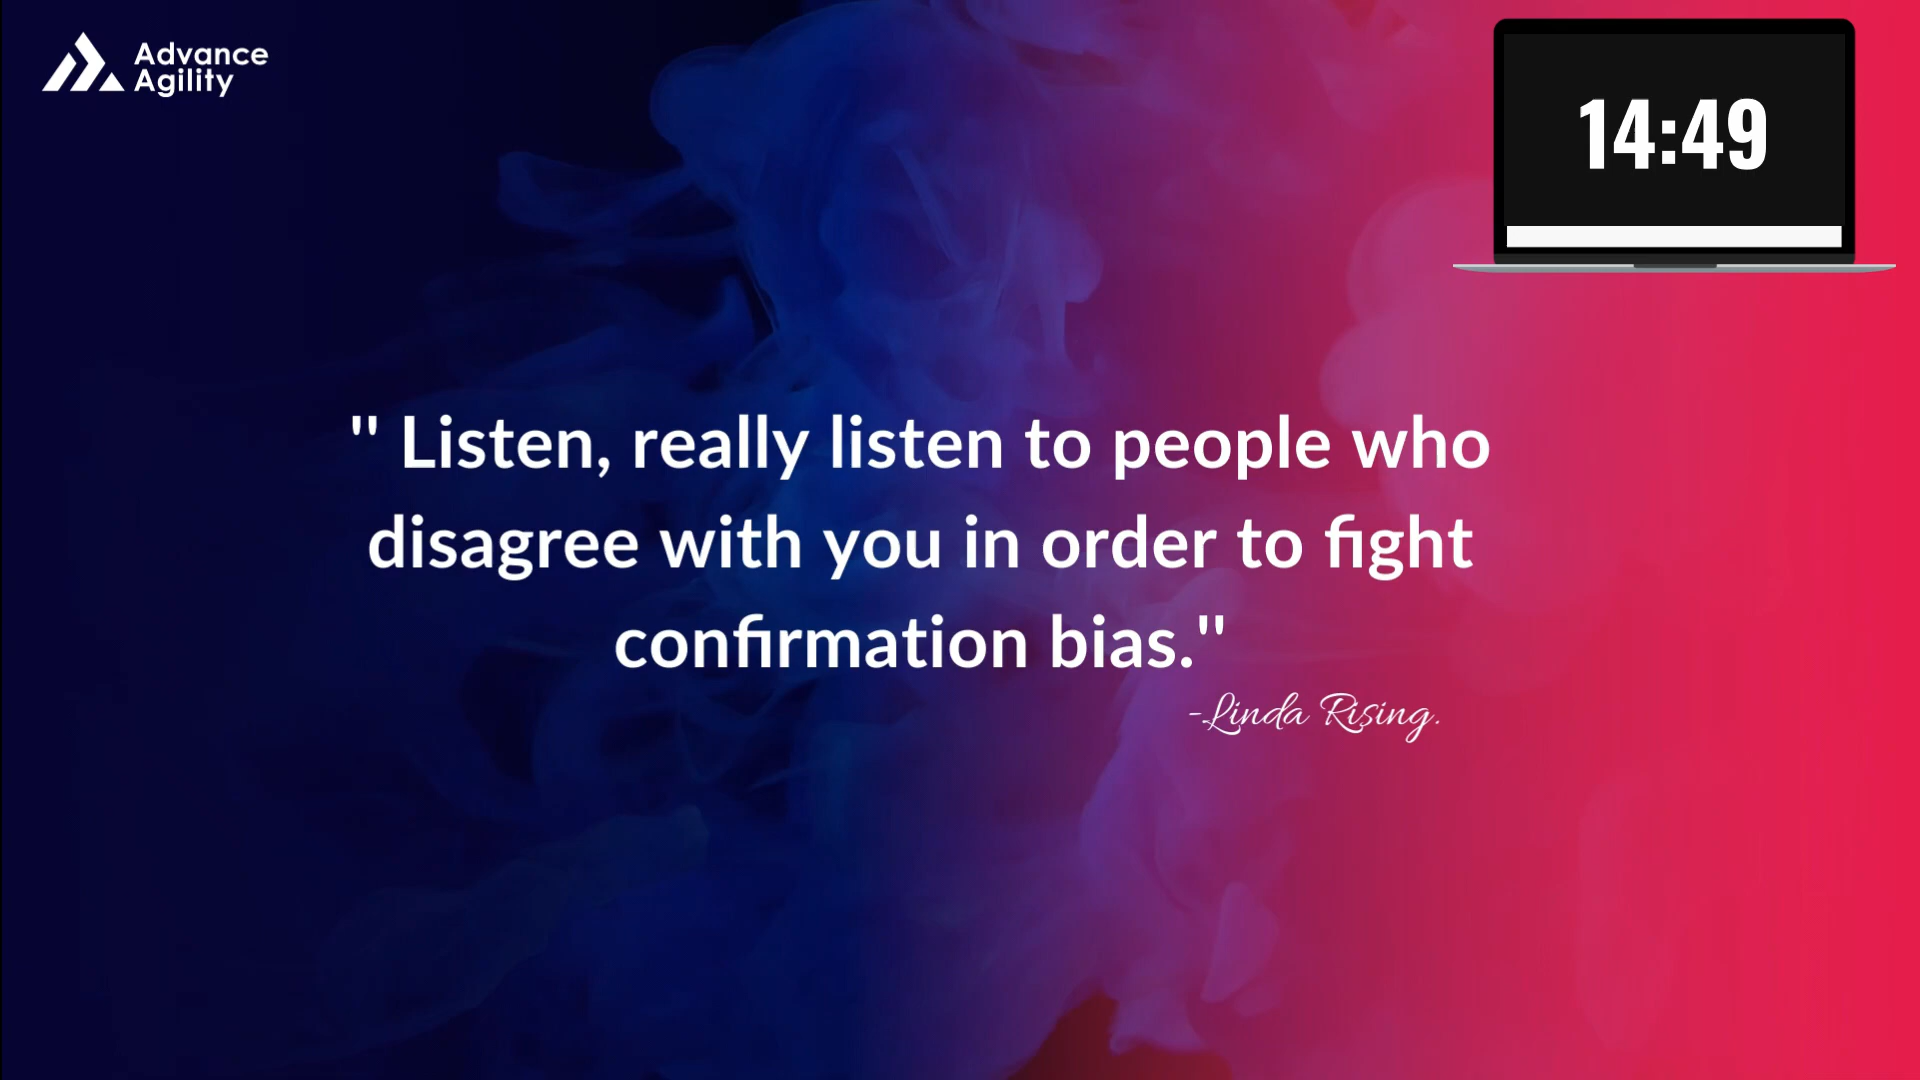 Advance
Agility
14:49
" Listen, really listen to people who
disagree with you in order to fight
confirmation bias."
-Linda Rising.